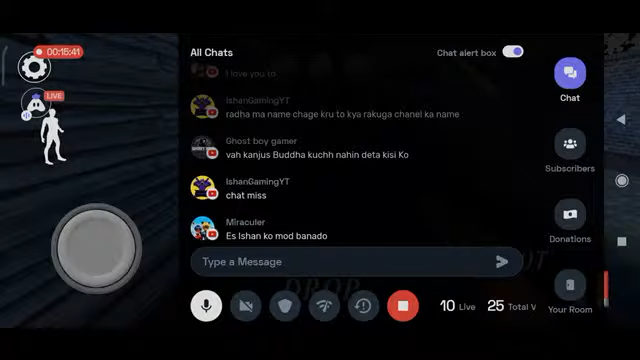 00:15:41
LIVE
All Chats
Chat alert box
I love you to
IshanGamingYT
radha ma name chage kru to kya rakuga chanel ka name
Ghost boy gamer
vah kanjus Buddha kuchh nahin deta kisi Ko
IshanGamingYT
chat miss
Miraculer
Es Ishan ko mod banado
Type a Message
DROP
10 Live
25 Total V
Chat
Subscribers
Donations
Your Room